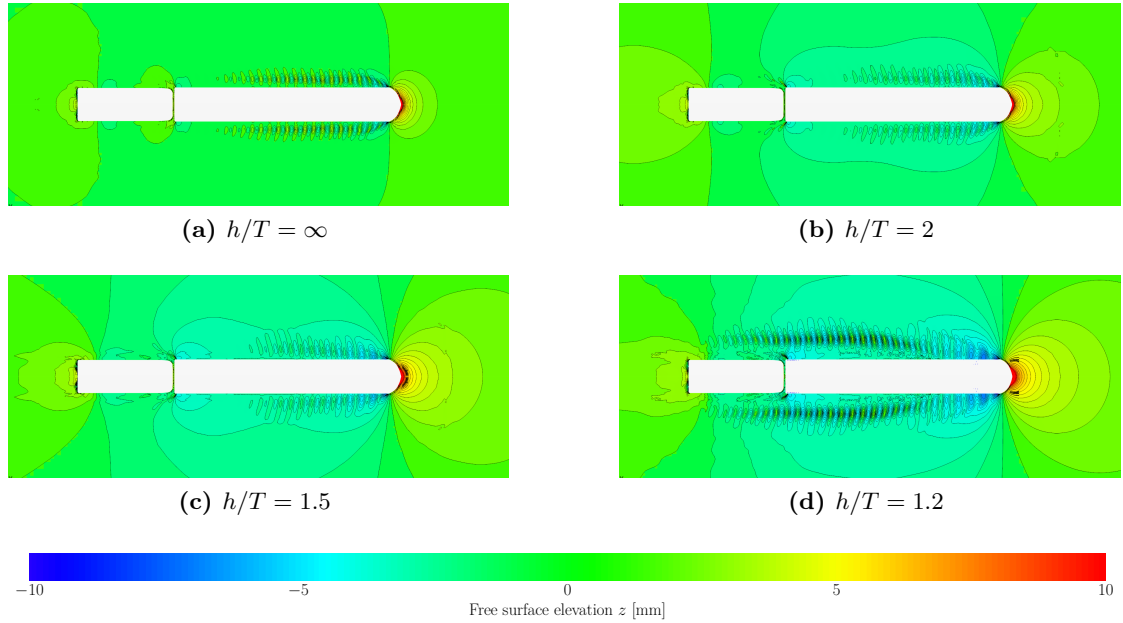 (a) h/T = ∞
(b) h/T = 2
(c) h/T = 1.5
(d) h/T = 1.2
−10 −5 0 5 10
Free surface elevation z [mm]